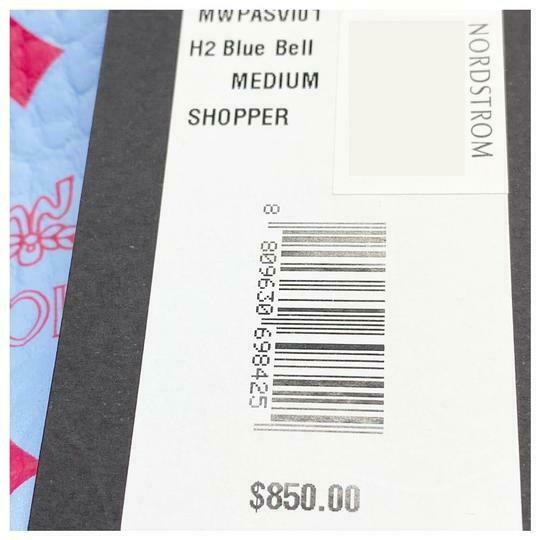 MWPASVI01
H2 Blue Bell
MEDIUM
SHOPPER
NORDSTROM
8 809630 698425
$850.00